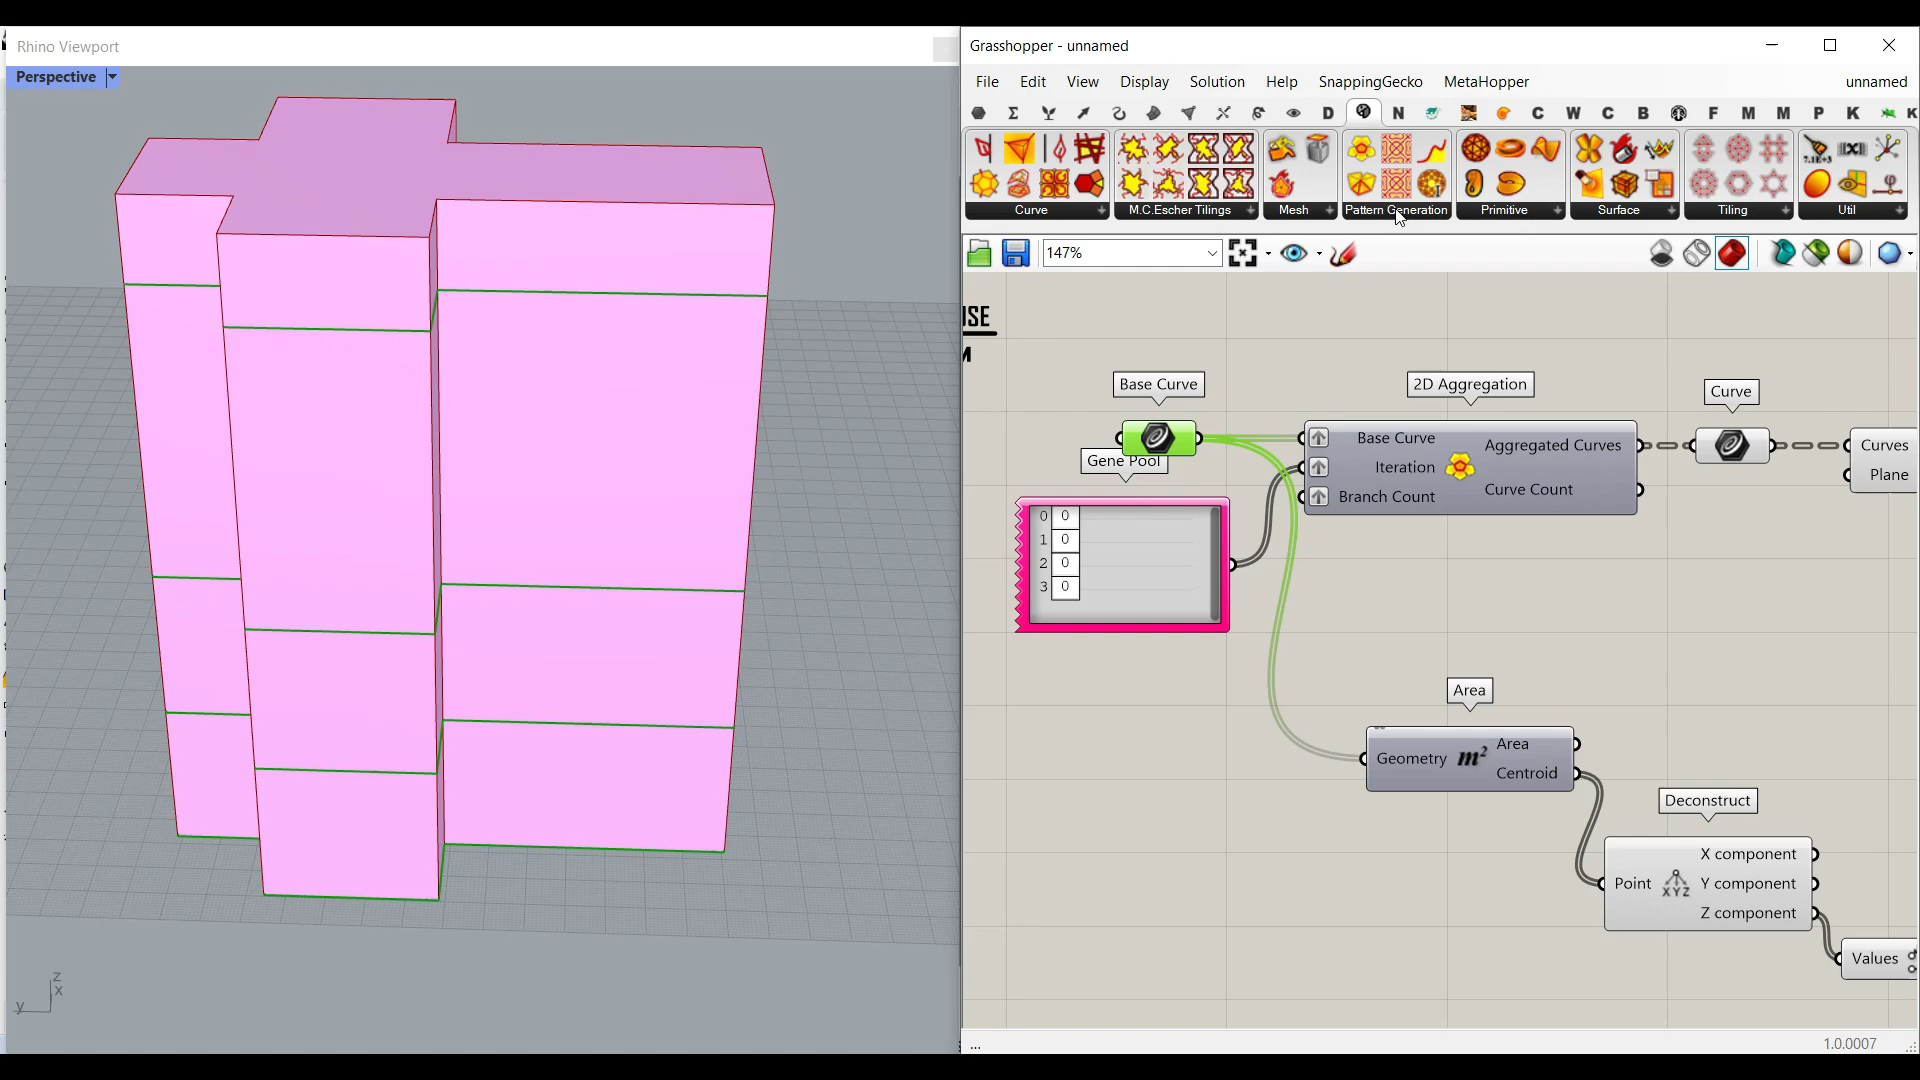 Rhino Viewport
Perspective
z
x
y
Grasshopper - unnamed
File Edit View Display Solution Help SnappingGecko MetaHopper unnamed
D N C W C B F M M P K K
Curve M.C.Escher Tilings Mesh Pattern Generation Primitive Surface Tiling Util
147%
ISE
M
Base Curve
2D Aggregation
Curve
Base Curve
Iteration
Branch Count
Aggregated Curves
Curve Count
Curves
Plane
Gene Pool
0 0
1 0
2 0
3 0
Area
Geometry m² Area
Centroid
Deconstruct
Point XYZ
X component
Y component
Z component
Values
...
1.0.0007